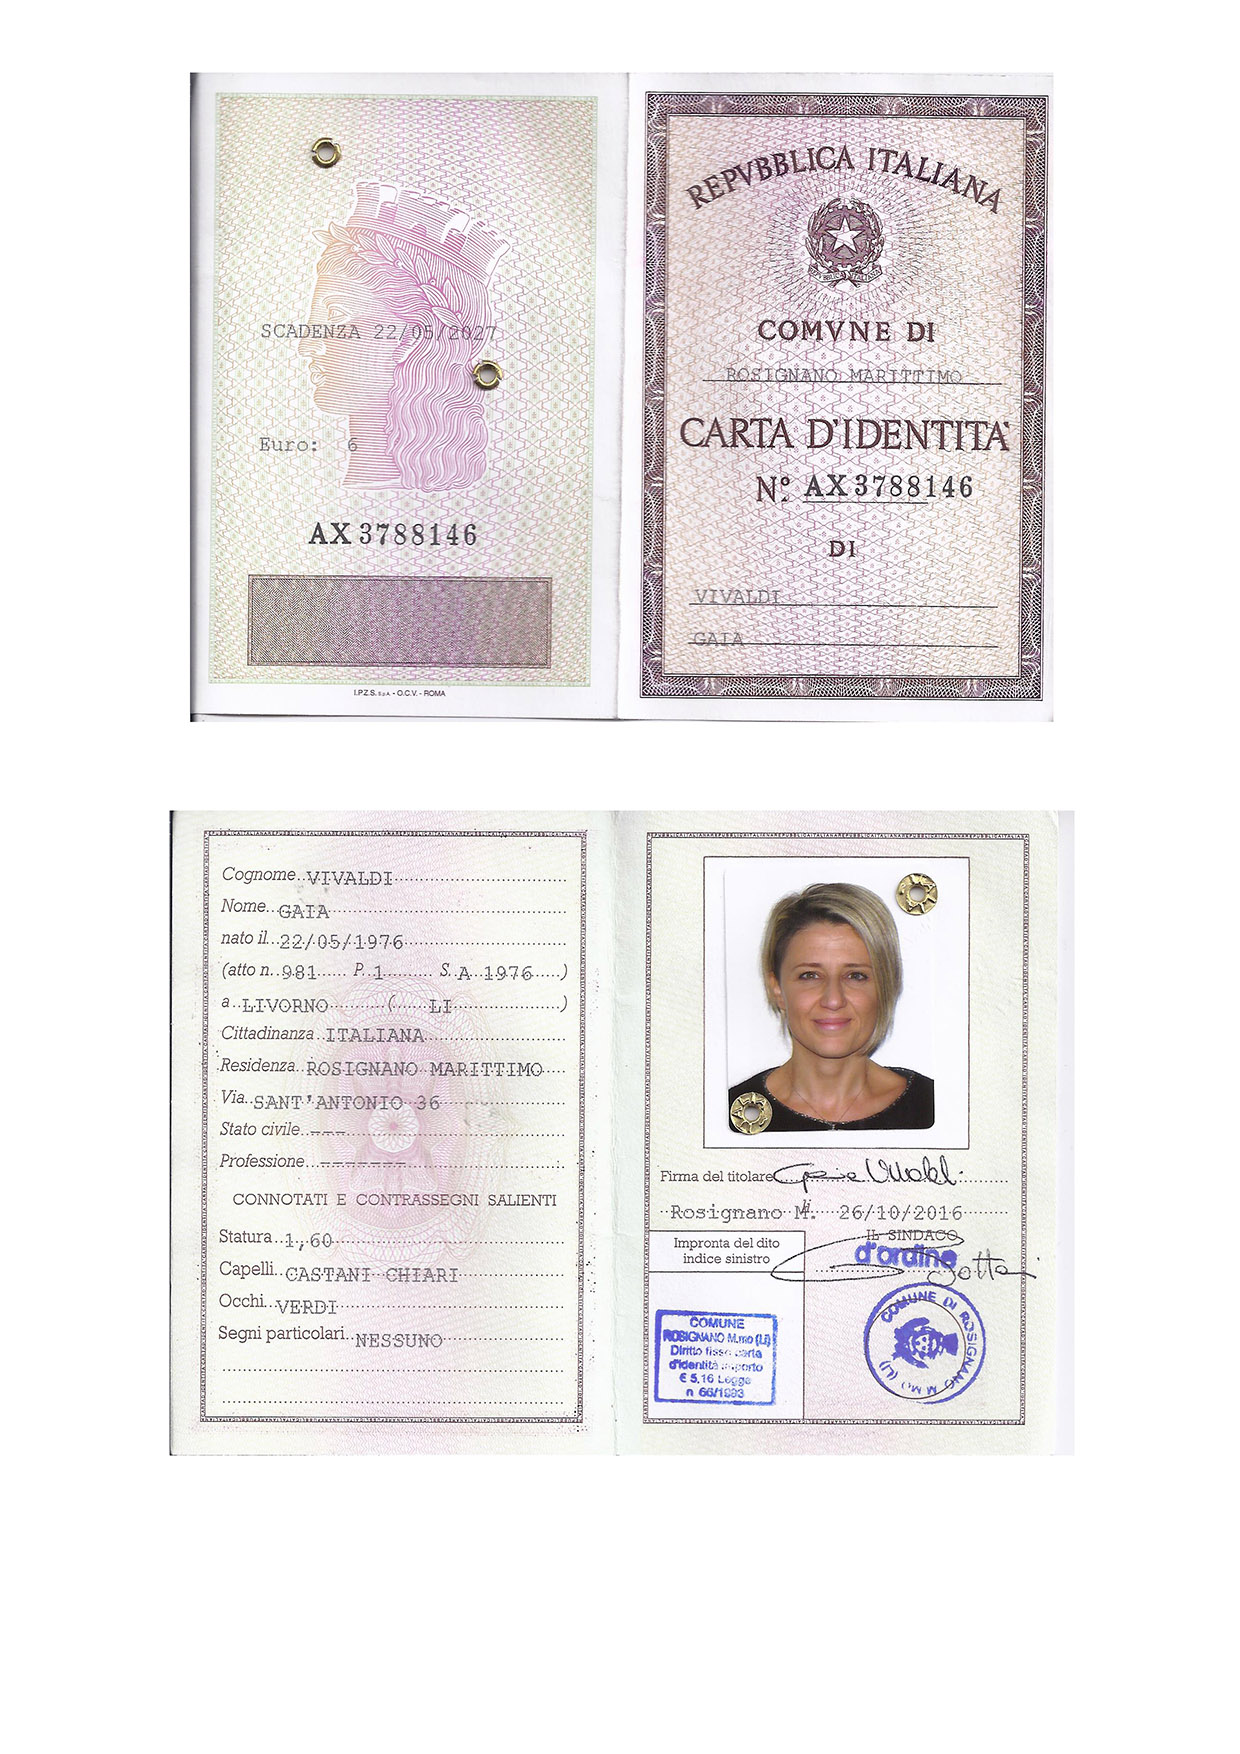 SCADENZA 22/05/2027
Euro: 6
AX 3788146
I.P.Z.S. S.p.A. - O.C.V. - ROMA
REPVBBLICA ITALIANA
REPVBBLICA ITALIANA
COMVNE DI
ROSIGNANO MARITTIMO
CARTA D'IDENTITA'
N° AX 3788146
DI
VIVALDI
GAIA
Cognome VIVALDI
Nome GAIA
nato il 22/05/1976
(atto n. 981 P. 1 S. A 1976 )
a LIVORNO ( LI )
Cittadinanza ITALIANA
Residenza ROSIGNANO MARITTIMO
Via SANT'ANTONIO 36
Stato civile ---
Professione -------
CONNOTATI E CONTRASSEGNI SALIENTI
Statura 1,60
Capelli CASTANI CHIARI
Occhi VERDI
Segni particolari NESSUNO
Firma del titolare Gaia Vivaldi
Rosignano M. lì 26/10/2016
IL SINDACO
d'ordine
Impronta del dito
indice sinistro
COMUNE
ROSIGNANO M.mo (LI)
Diritto fisso carta
d'identità importo
€ 5,16 Legge
n 66/1993
COMUNE DI ROSIGNANO M.MO (LI)